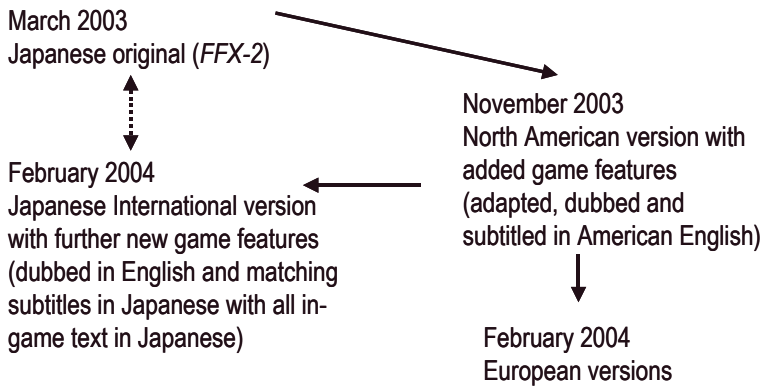 March 2003
Japanese original (FFX-2)
November 2003
North American version with
added game features
(adapted, dubbed and
subtitled in American English)
February 2004
Japanese International version
with further new game features
(dubbed in English and matching
subtitles in Japanese with all in-
game text in Japanese)
February 2004
European versions